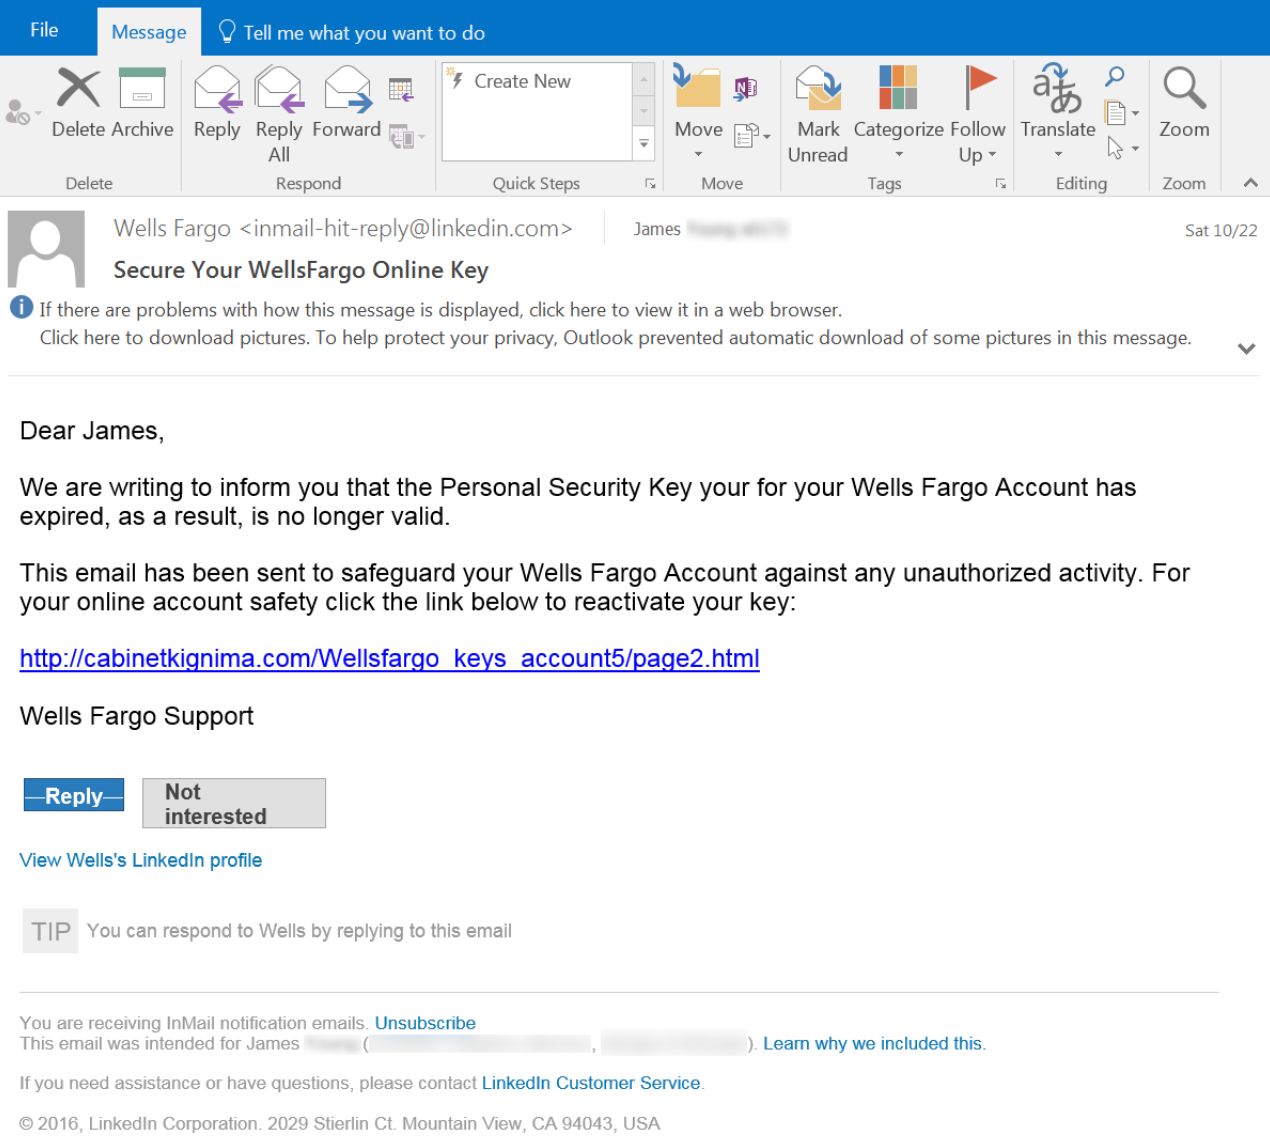 File
Message
Tell me what you want to do
Delete
Archive
Reply
Reply All
Forward
Create New
Move
Mark Unread
Categorize
Follow Up
Translate
Zoom
Delete
Respond
Quick Steps
Move
Tags
Editing
Zoom
Wells Fargo <inmail-hit-reply@linkedin.com>
James
Sat 10/22
Secure Your WellsFargo Online Key
If there are problems with how this message is displayed, click here to view it in a web browser.
Click here to download pictures. To help protect your privacy, Outlook prevented automatic download of some pictures in this message.
Dear James,
We are writing to inform you that the Personal Security Key your for your Wells Fargo Account has
expired, as a result, is no longer valid.
This email has been sent to safeguard your Wells Fargo Account against any unauthorized activity. For
your online account safety click the link below to reactivate your key:
http://cabinetkignima.com/Wellsfargo_keys_account5/page2.html
Wells Fargo Support
Reply
Not
interested
View Wells's LinkedIn profile
TIP
You can respond to Wells by replying to this email
You are receiving InMail notification emails. Unsubscribe
This email was intended for James ( , ). Learn why we included this.
If you need assistance or have questions, please contact LinkedIn Customer Service.
© 2016, LinkedIn Corporation. 2029 Stierlin Ct. Mountain View, CA 94043, USA